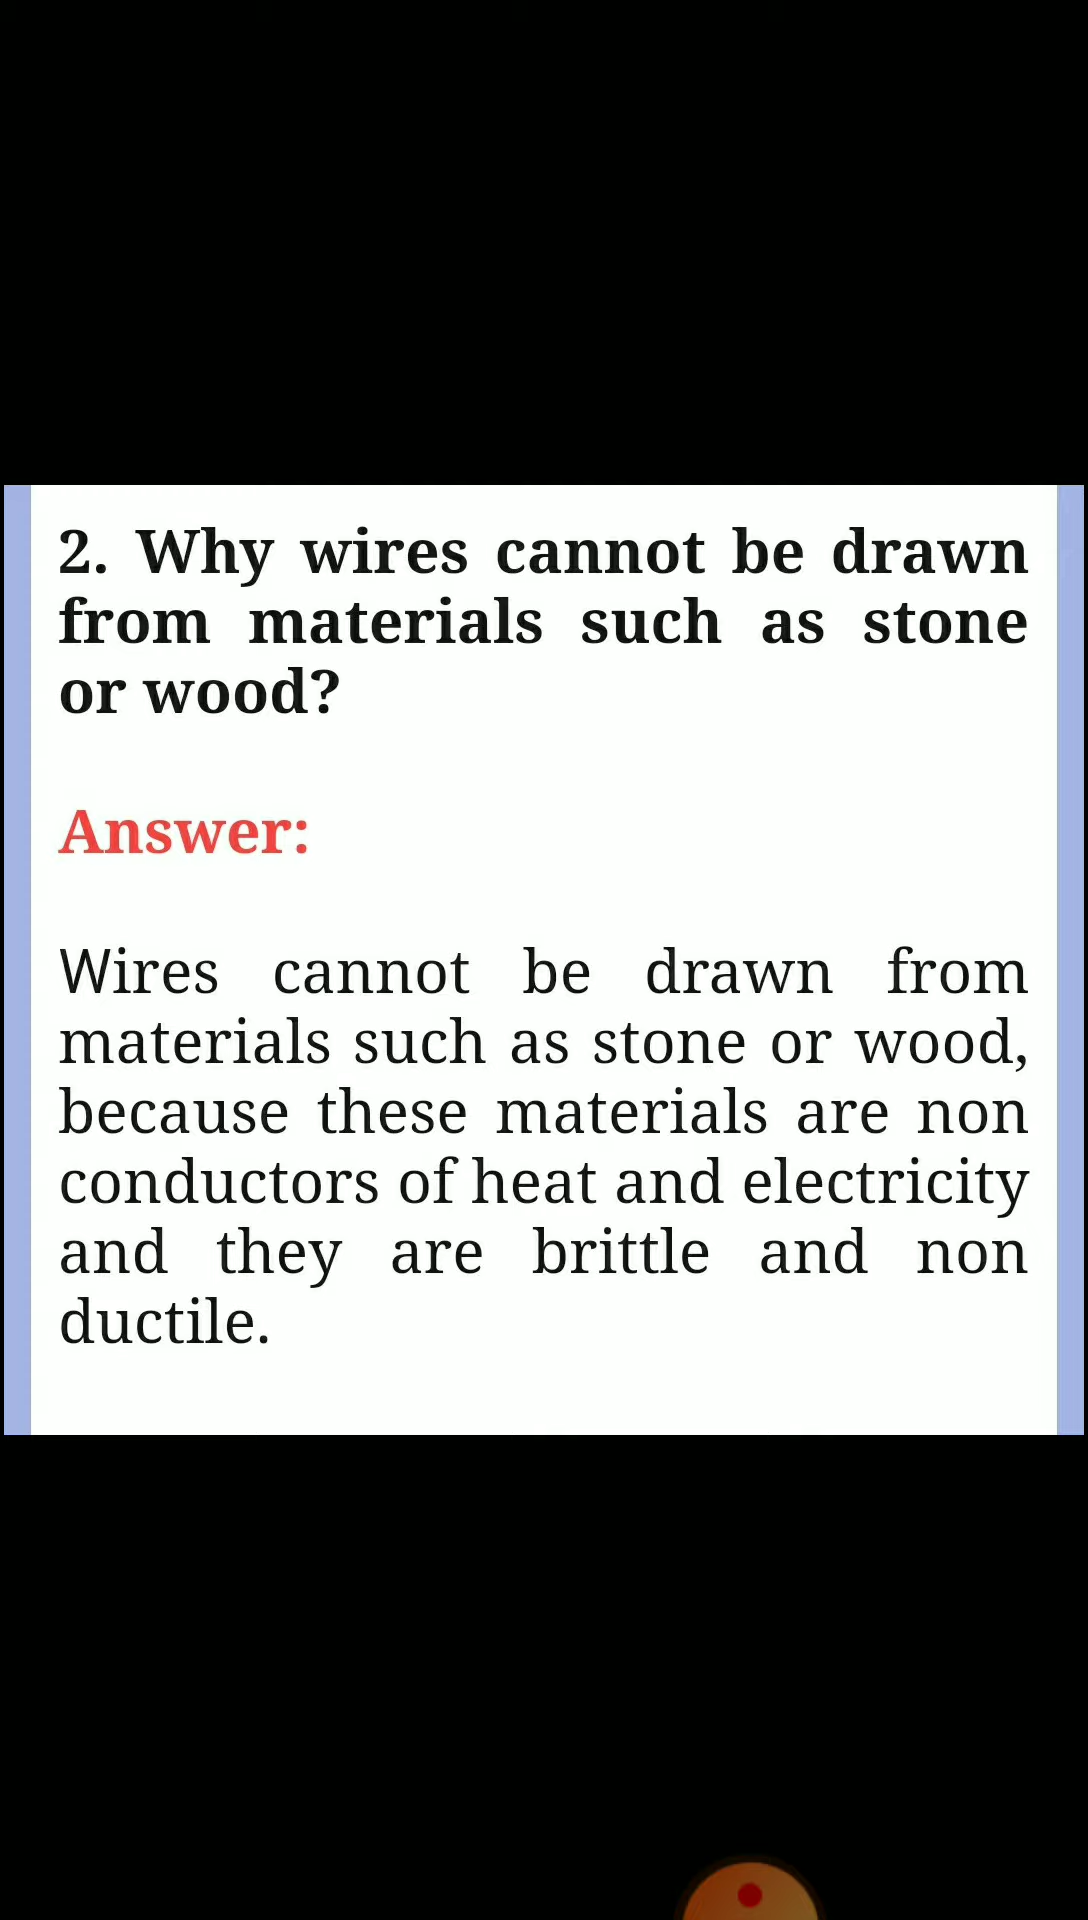 2. Why wires cannot be drawn
from materials such as stone
or wood?
Answer:
Wires cannot be drawn from
materials such as stone or wood,
because these materials are non
conductors of heat and electricity
and they are brittle and non
ductile.